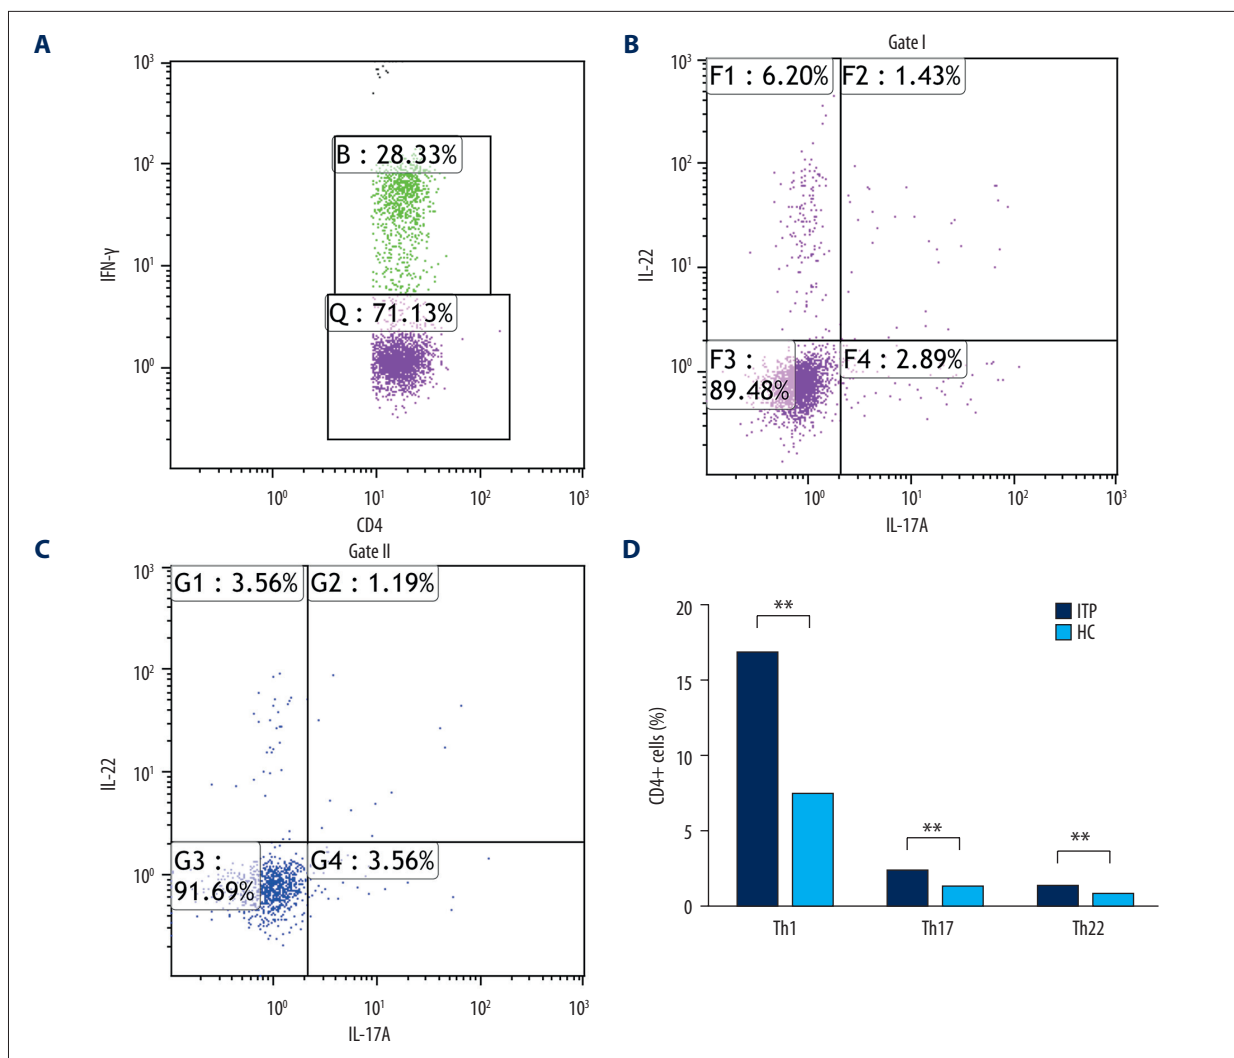 A
10³
10²
10¹
10⁰
IFN-γ
B : 28.33%
Q : 71.13%
10⁰ 10¹ 10² 10³
CD4
B
Gate I
10³
10²
10¹
10⁰
IL-22
F1 : 6.20%
F2 : 1.43%
F3 :
89.48%
F4 : 2.89%
10⁰ 10¹ 10² 10³
IL-17A
C
Gate II
10³
10²
10¹
10⁰
IL-22
G1 : 3.56%
G2 : 1.19%
G3 :
91.69%
G4 : 3.56%
10⁰ 10¹ 10² 10³
IL-17A
D
20
15
10
5
0
CD4+ cells (%)
**
**
**
ITP
HC
Th1 Th17 Th22